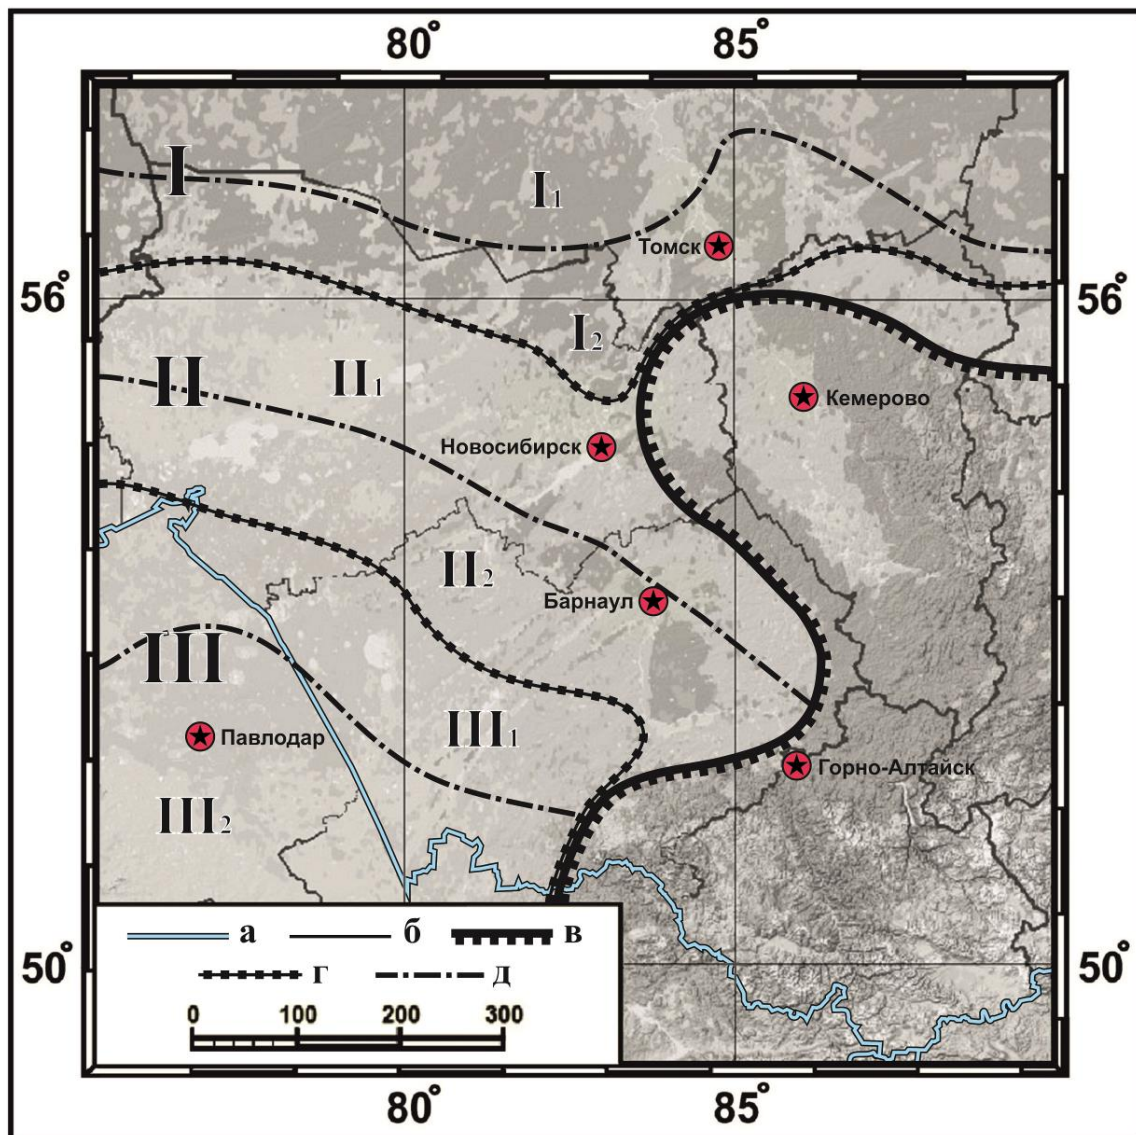 80° 85°
I
I1
Томск
56° 56°
I2
II
II1
Кемерово
Новосибирск
II2
Барнаул
III
III1
Павлодар
Горно-Алтайск
III2
а б в
г д
50° 50°
0 100 200 300
80° 85°